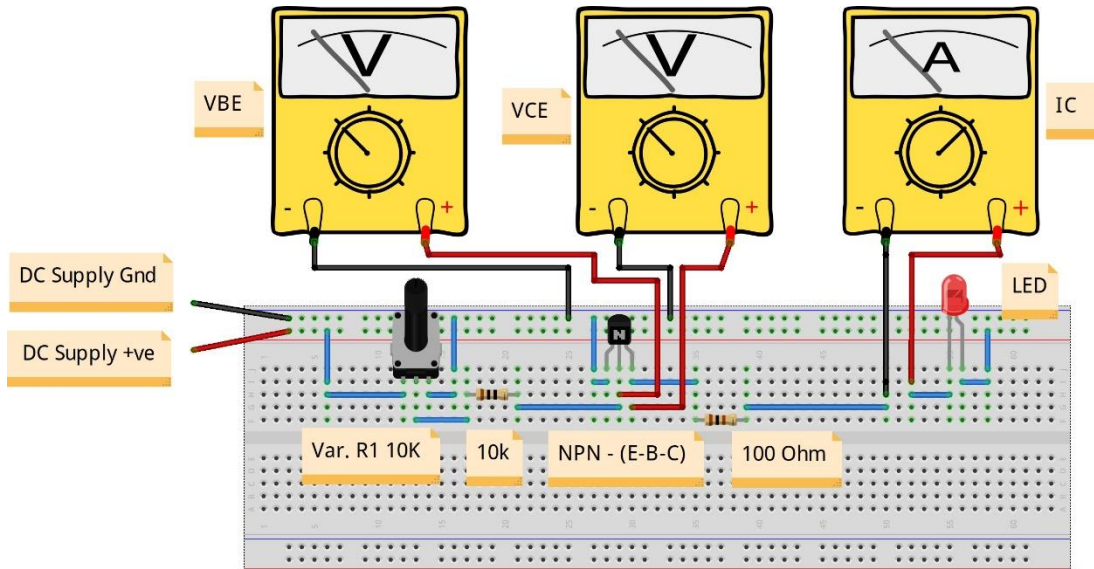 V
V
A
VBE
VCE
IC
- +
- +
- +
DC Supply Gnd
DC Supply +ve
LED
N
Var. R1 10K
10k
NPN - (E-B-C)
100 Ohm